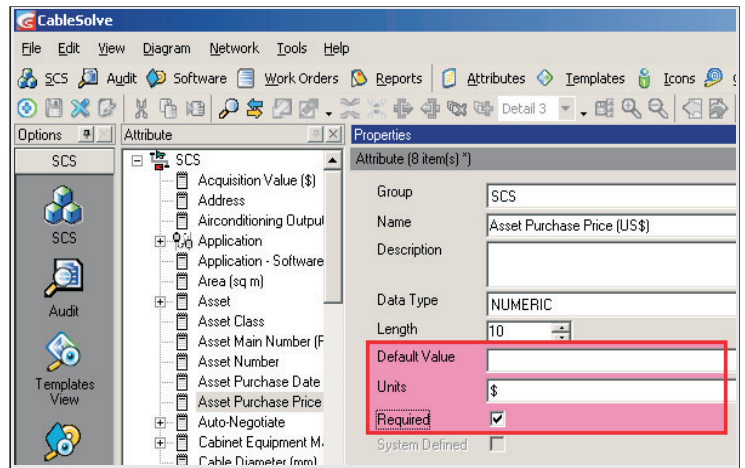 CableSolve
File Edit View Diagram Network Tools Help
SCS Audit Software Work Orders Reports Attributes Templates Icons
Detail 3
Options Attribute Properties
SCS
SCS
Audit
Templates
View
SCS
Acquisition Value ($)
Address
Airconditioning Output
Application
Application - Software
Area (sq m)
Asset
Asset Class
Asset Main Number (F
Asset Number
Asset Purchase Date
Asset Purchase Price
Auto-Negotiate
Cabinet Equipment M
Cable Diameter (mm)
Attribute (8 item(s) *)
Group SCS
Name Asset Purchase Price (US$)
Description
Data Type NUMERIC
Length 10
Default Value
Units $
Required
System Defined